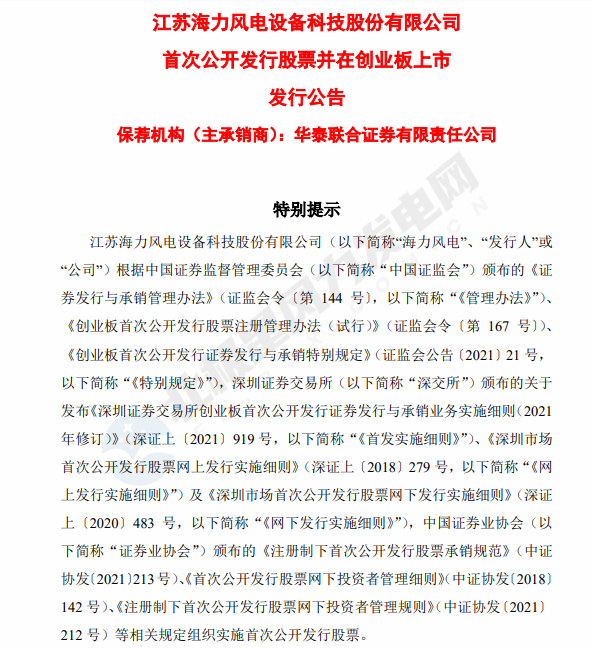 江苏海力风电设备科技股份有限公司
首次公开发行股票并在创业板上市
发行公告
保荐机构（主承销商）：华泰联合证券有限责任公司
特别提示
江苏海力风电设备科技股份有限公司（以下简称“海力风电”、“发行人”或
“公司”）根据中国证券监督管理委员会（以下简称“中国证监会”）颁布的《证
券发行与承销管理办法》（证监会令〔第 144 号〕，以下简称“《管理办法》”）、
《创业板首次公开发行股票注册管理办法（试行）》（证监会令〔第 167 号〕）、
《创业板首次公开发行证券发行与承销特别规定》（证监会公告〔2021〕21 号，
以下简称“《特别规定》”），深圳证券交易所（以下简称“深交所”）颁布的关于
发布《深圳证券交易所创业板首次公开发行证券发行与承销业务实施细则（2021
年修订）》（深证上〔2021〕919 号，以下简称“《首发实施细则》”）、《深圳市场
首次公开发行股票网上发行实施细则》（深证上〔2018〕279 号，以下简称“《网
上发行实施细则》”）及《深圳市场首次公开发行股票网下发行实施细则》（深证
上〔2020〕483 号，以下简称“《网下发行实施细则》”），中国证券业协会（以
下简称“证券业协会”）颁布的《注册制下首次公开发行股票承销规范》（中证
协发〔2021〕213号）、《首次公开发行股票网下投资者管理细则》（中证协发〔2018〕
142 号）、《注册制下首次公开发行股票网下投资者管理规则》（中证协发〔2021〕
212 号）等相关规定组织实施首次公开发行股票。
北极星风力发电网